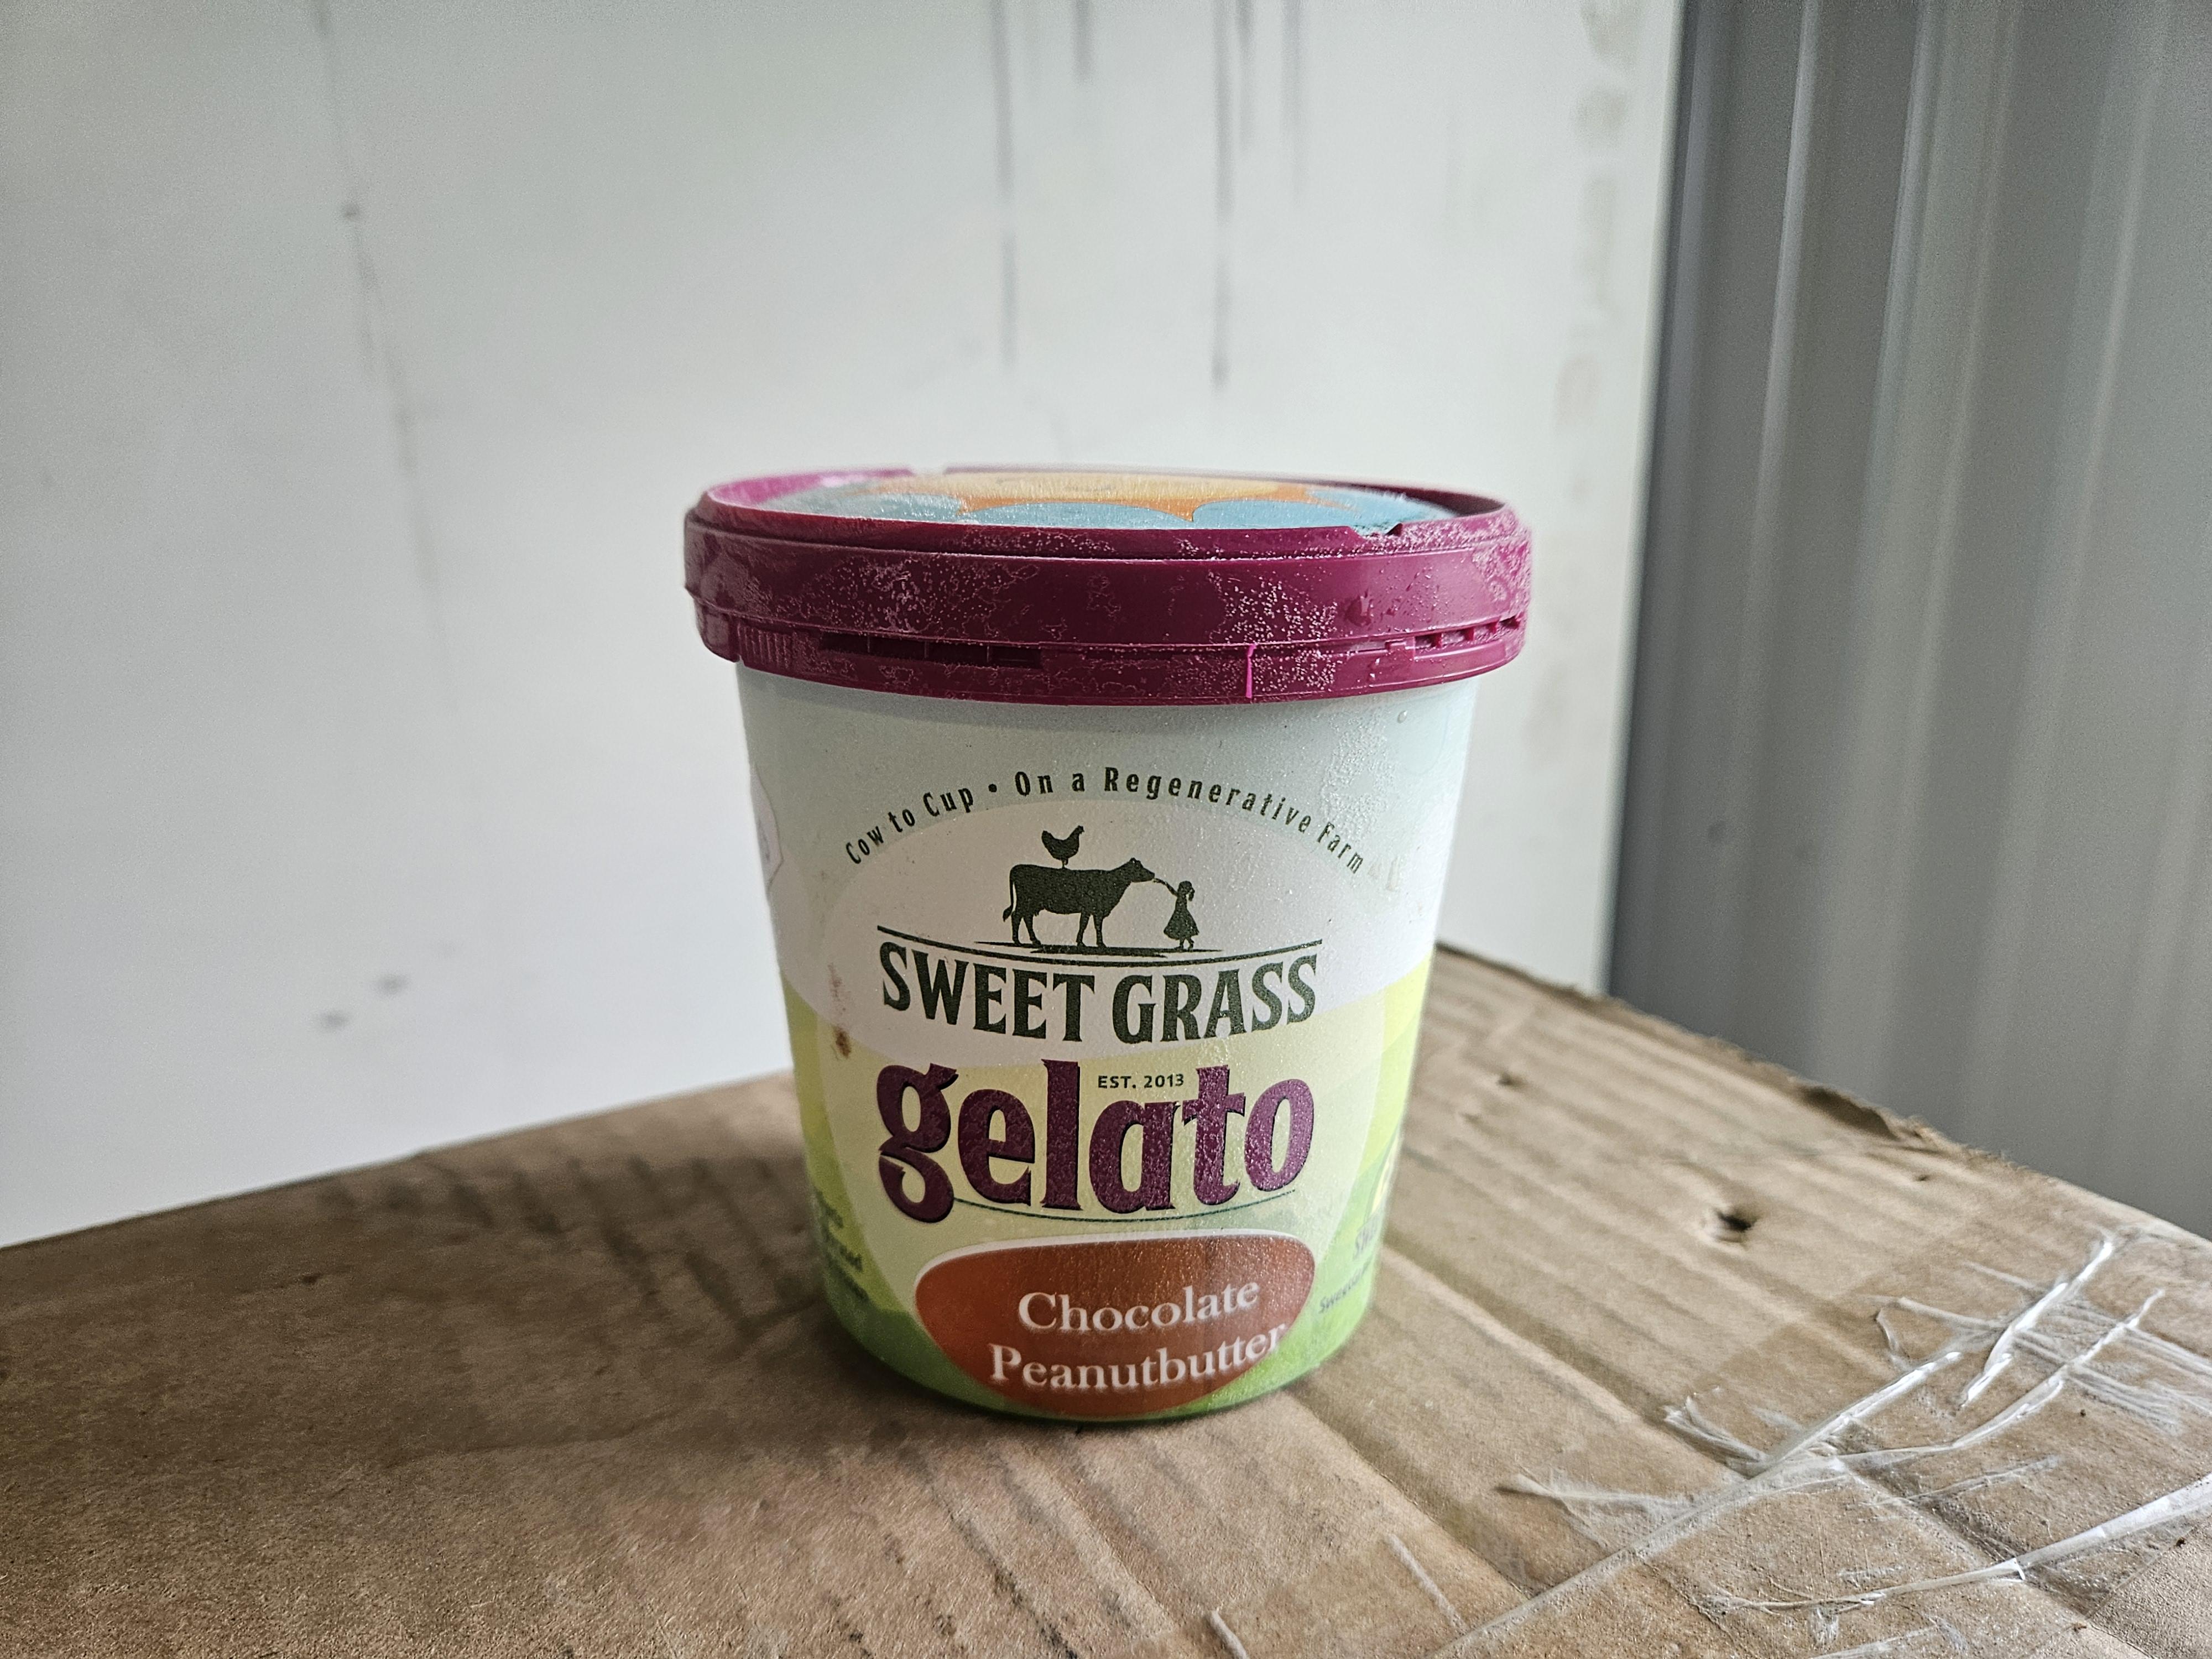 Cow to Cup • On a Regenerative Farm
SWEET GRASS
EST. 2013
gelato
Chocolate
Peanutbutter